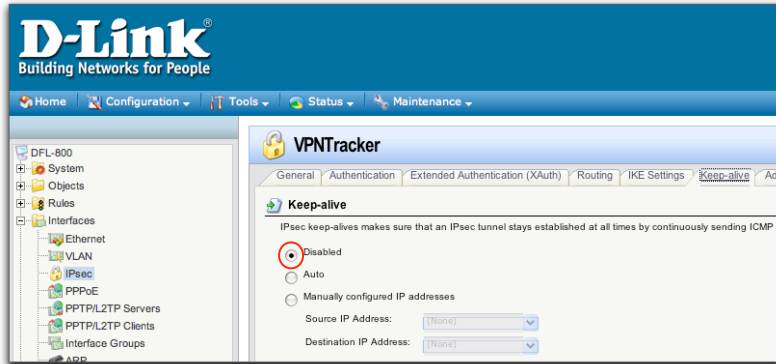 D-Link®
Building Networks for People
Home Configuration Tools Status Maintenance
DFL-800
System
Objects
Rules
Interfaces
Ethernet
VLAN
IPsec
PPPoE
PPTP/L2TP Servers
PPTP/L2TP Clients
Interface Groups
ARP
VPNTracker
General Authentication Extended Authentication (XAuth) Routing IKE Settings Keep-alive Ad
Keep-alive
IPsec keep-alives makes sure that an IPsec tunnel stays established at all times by continuously sending ICMP
Disabled
Auto
Manually configured IP addresses
Source IP Address: (None)
Destination IP Address: (None)